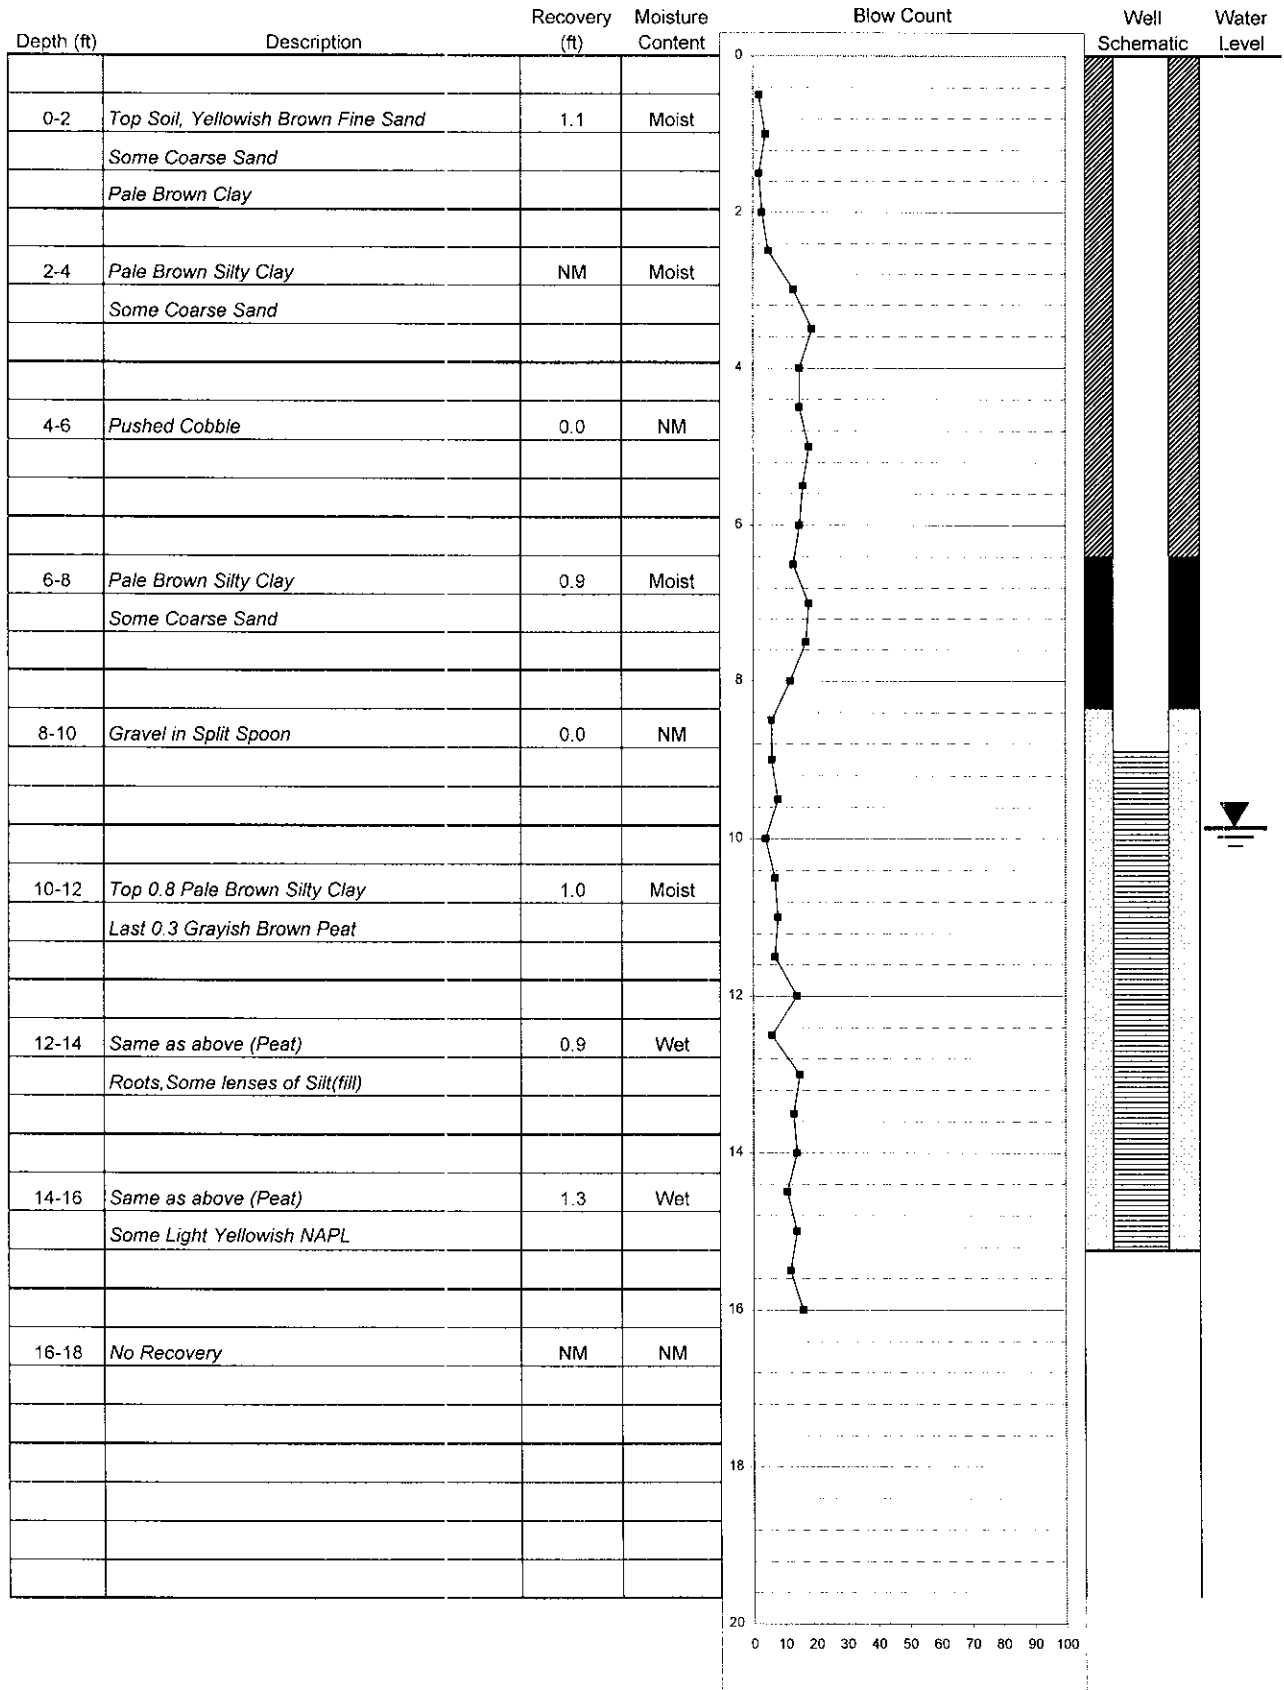 Depth (ft) Description Recovery (ft) Moisture Content Blow Count Well Schematic Water Level
0-2 Top Soil, Yellowish Brown Fine Sand 1.1 Moist
Some Coarse Sand
Pale Brown Clay
2-4 Pale Brown Silty Clay NM Moist
Some Coarse Sand
4-6 Pushed Cobble 0.0 NM
6-8 Pale Brown Silty Clay 0.9 Moist
Some Coarse Sand
8-10 Gravel in Split Spoon 0.0 NM
10-12 Top 0.8 Pale Brown Silty Clay 1.0 Moist
Last 0.3 Grayish Brown Peat
12-14 Same as above (Peat) 0.9 Wet
Roots,Some lenses of Silt(fill)
14-16 Same as above (Peat) 1.3 Wet
Some Light Yellowish NAPL
16-18 No Recovery NM NM
0
2
4
6
8
10
12
14
16
18
20
0 10 20 30 40 50 60 70 80 90 100